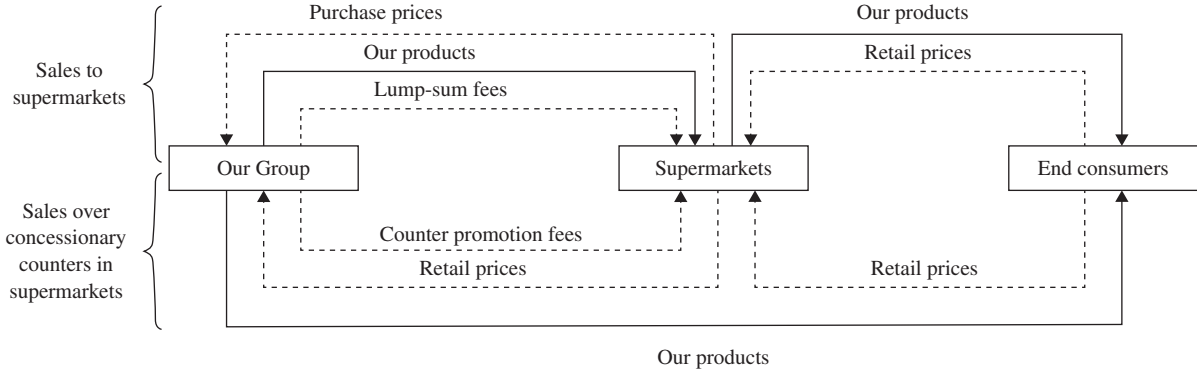 Purchase prices
Our products
Our products
Retail prices
Sales to
supermarkets
Lump-sum fees
Our Group
Supermarkets
End consumers
Sales over
concessionary
counters in
supermarkets
Counter promotion fees
Retail prices
Retail prices
Our products